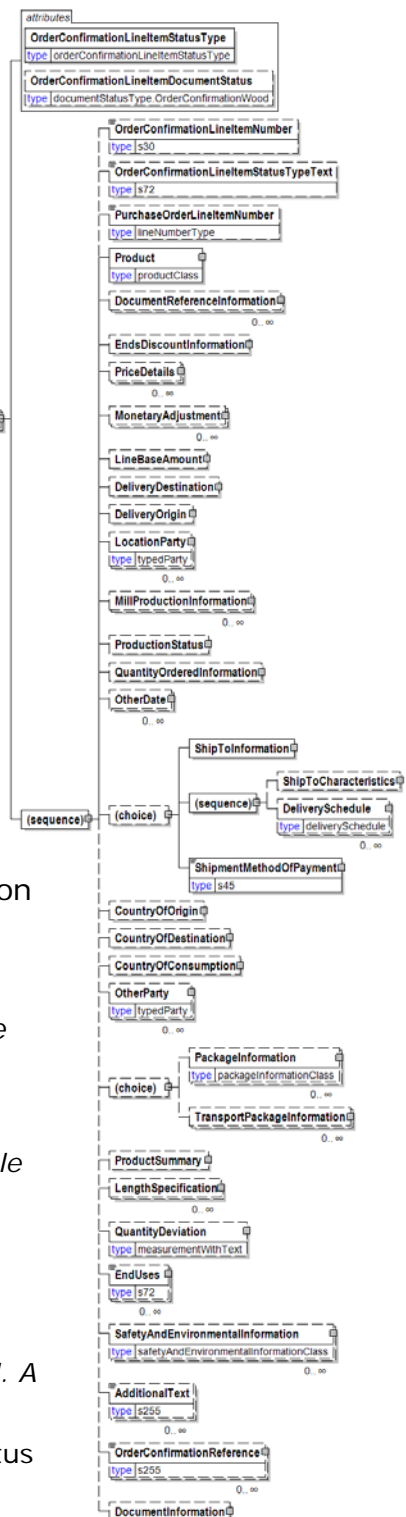 attributes
OrderConfirmationLineItemStatusType
type orderConfirmationLineItemStatusType
OrderConfirmationLineItemDocumentStatus
type documentStatusType.OrderConfirmationWood
OrderConfirmationLineItemNumber
type s30
OrderConfirmationLineItemStatusTypeText
type s72
PurchaseOrderLineItemNumber
type lineNumberType
Product
type productClass
DocumentReferenceInformation
0.. ∞
EndsDiscountInformation
PriceDetails
0.. ∞
MonetaryAdjustment
0.. ∞
LineBaseAmount
DeliveryDestination
DeliveryOrigin
LocationParty
type typedParty
0.. ∞
MillProductionInformation
0.. ∞
ProductionStatus
QuantityOrderedInformation
OtherDate
0.. ∞
ShipToInformation
ShipToCharacteristics
(sequence)
DeliverySchedule
type deliverySchedule
0.. ∞
(sequence)
(choice)
ShipmentMethodOfPayment
type s45
on
CountryOfOrigin
CountryOfDestination
CountryOfConsumption
OtherParty
type typedParty
0.. ∞
e
PackageInformation
type packageInformationClass
0.. ∞
(choice)
TransportPackageInformation
0.. ∞
le
ProductSummary
LengthSpecification
0.. ∞
QuantityDeviation
type measurementWithText
EndUses
type s72
0.. ∞
SafetyAndEnvironmentalInformation
type safetyAndEnvironmentalInformationClass
0.. ∞
. A
AdditionalText
type s255
0.. ∞
tus
OrderConfirmationReference
type s255
0.. ∞
DocumentInformation